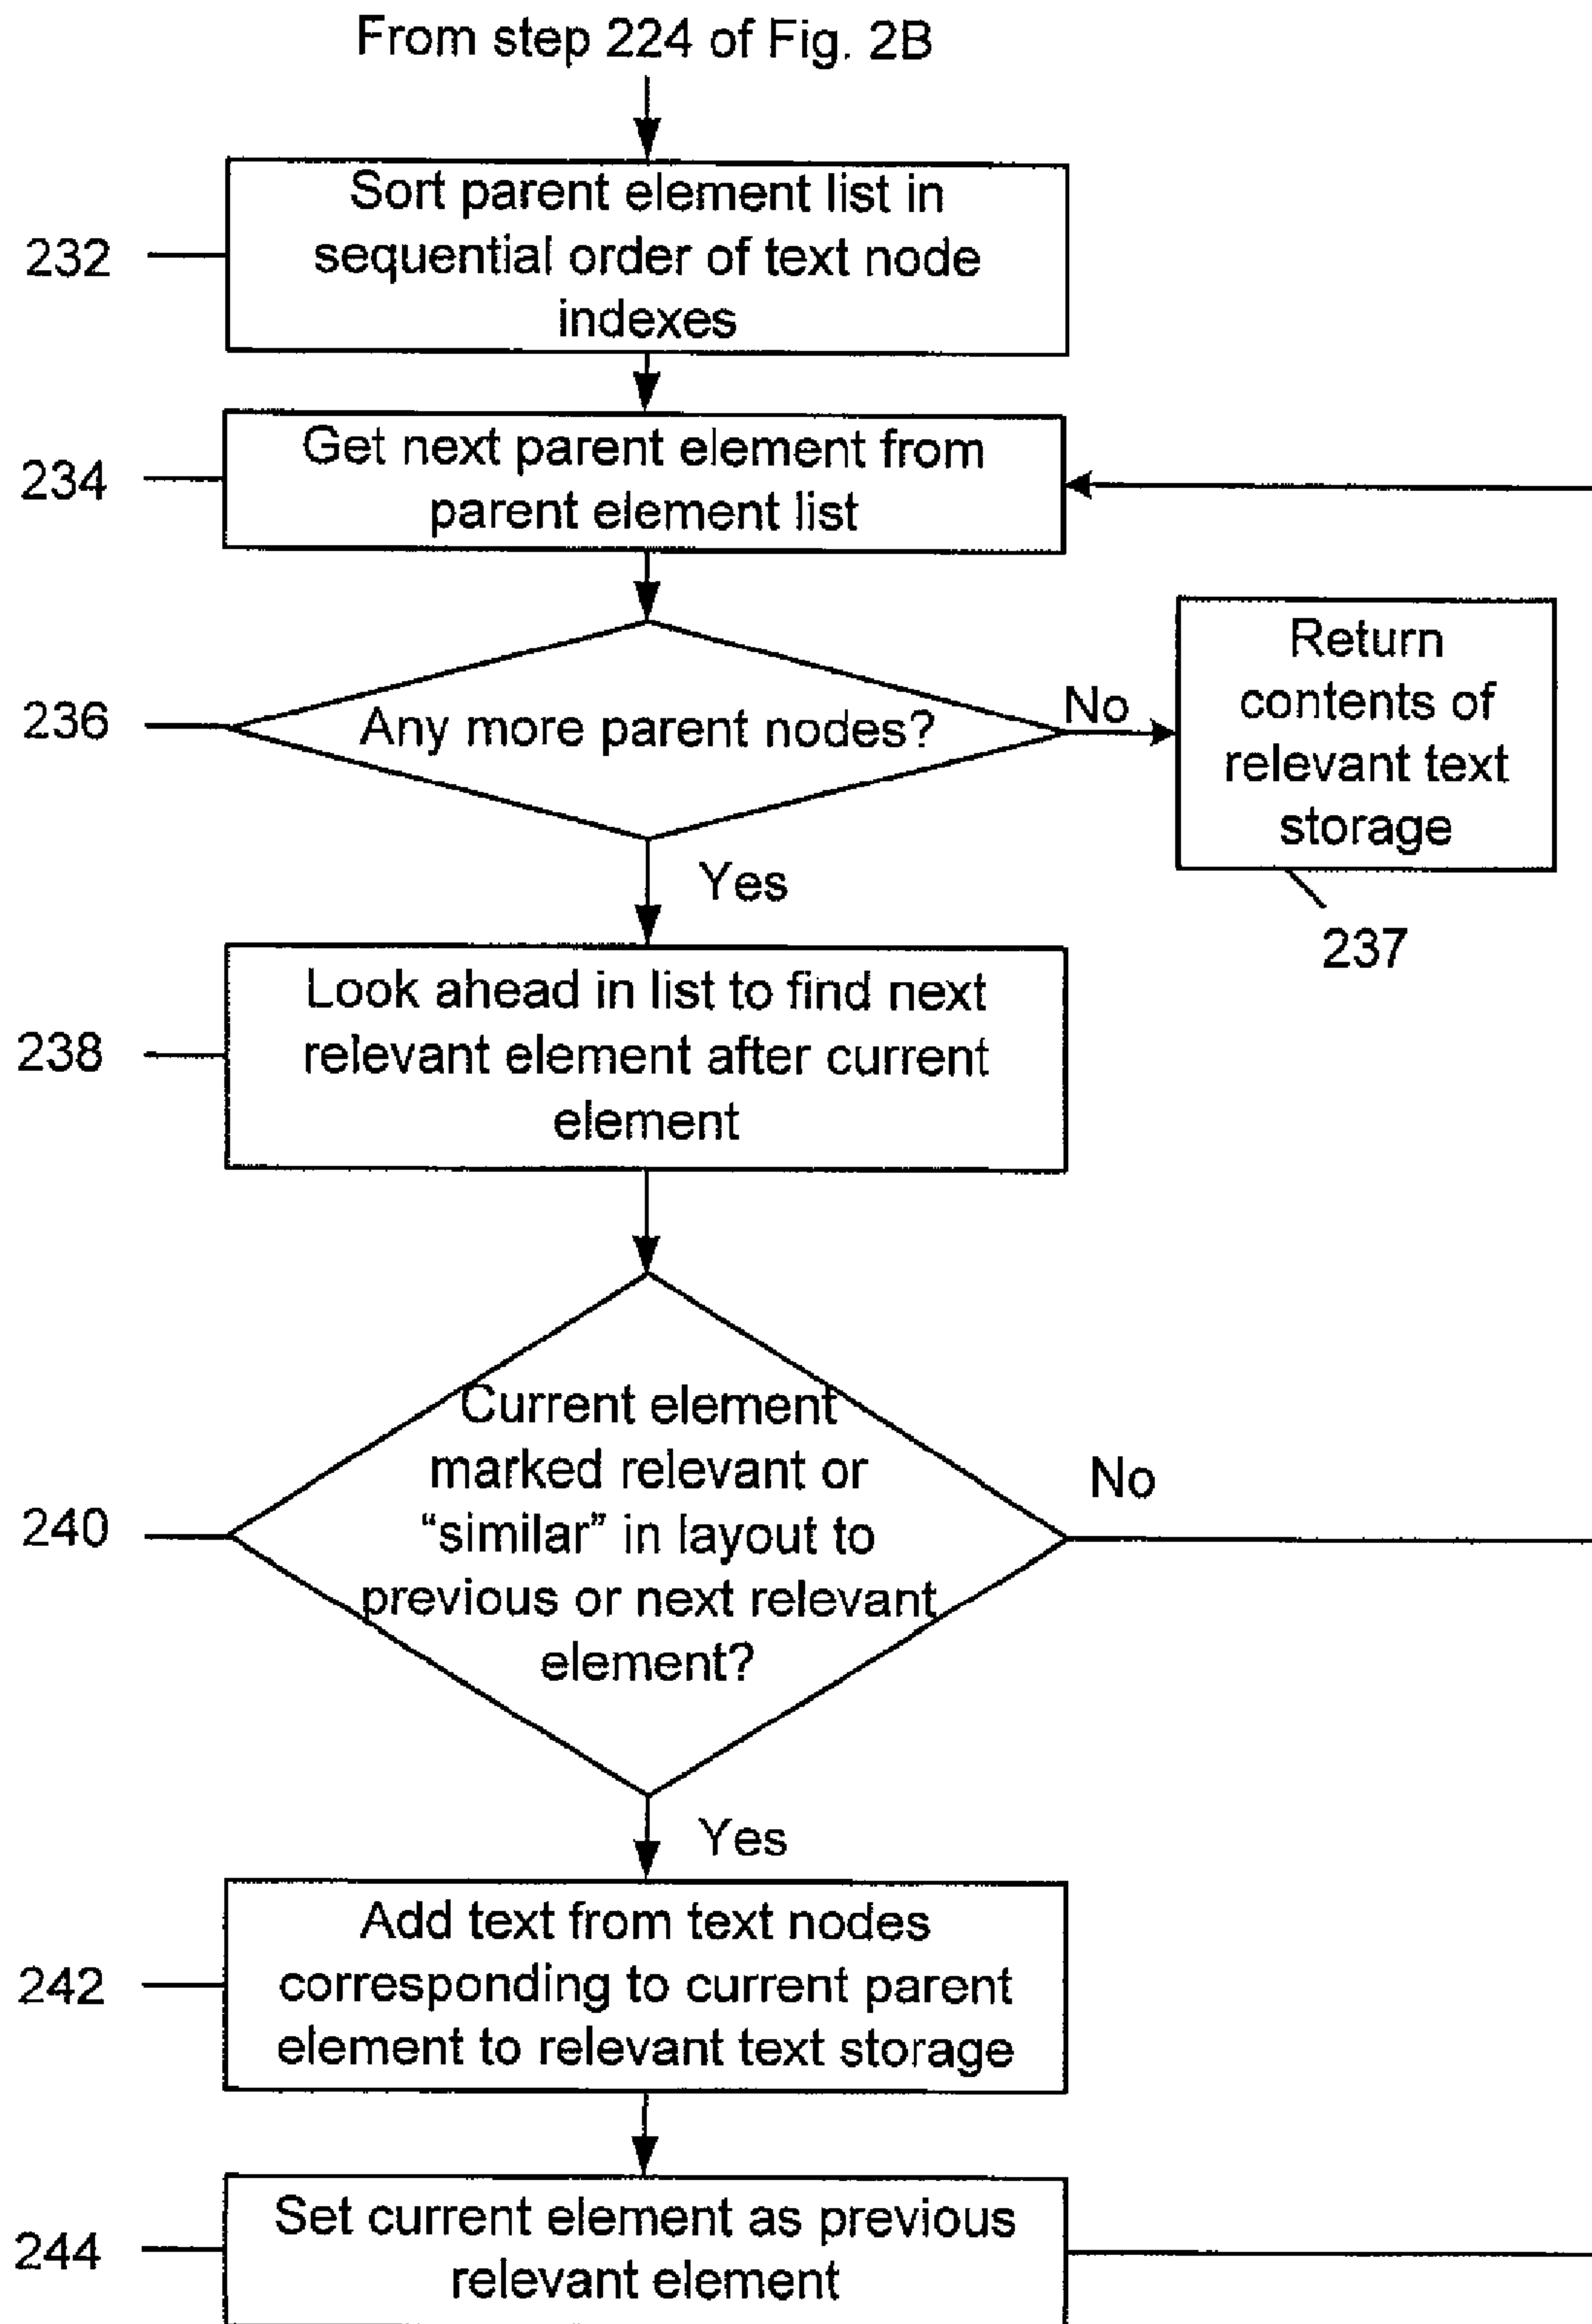 From step 224 of Fig. 2B
232
Sort parent element list in
sequential order of text node
indexes
234
Get next parent element from
parent element list
236
Any more parent nodes?
No
Return
contents of
relevant text
storage
237
Yes
238
Look ahead in list to find next
relevant element after current
element
240
Current element
marked relevant or
“similar” in layout to
previous or next relevant
element?
No
Yes
242
Add text from text nodes
corresponding to current parent
element to relevant text storage
244
Set current element as previous
relevant element